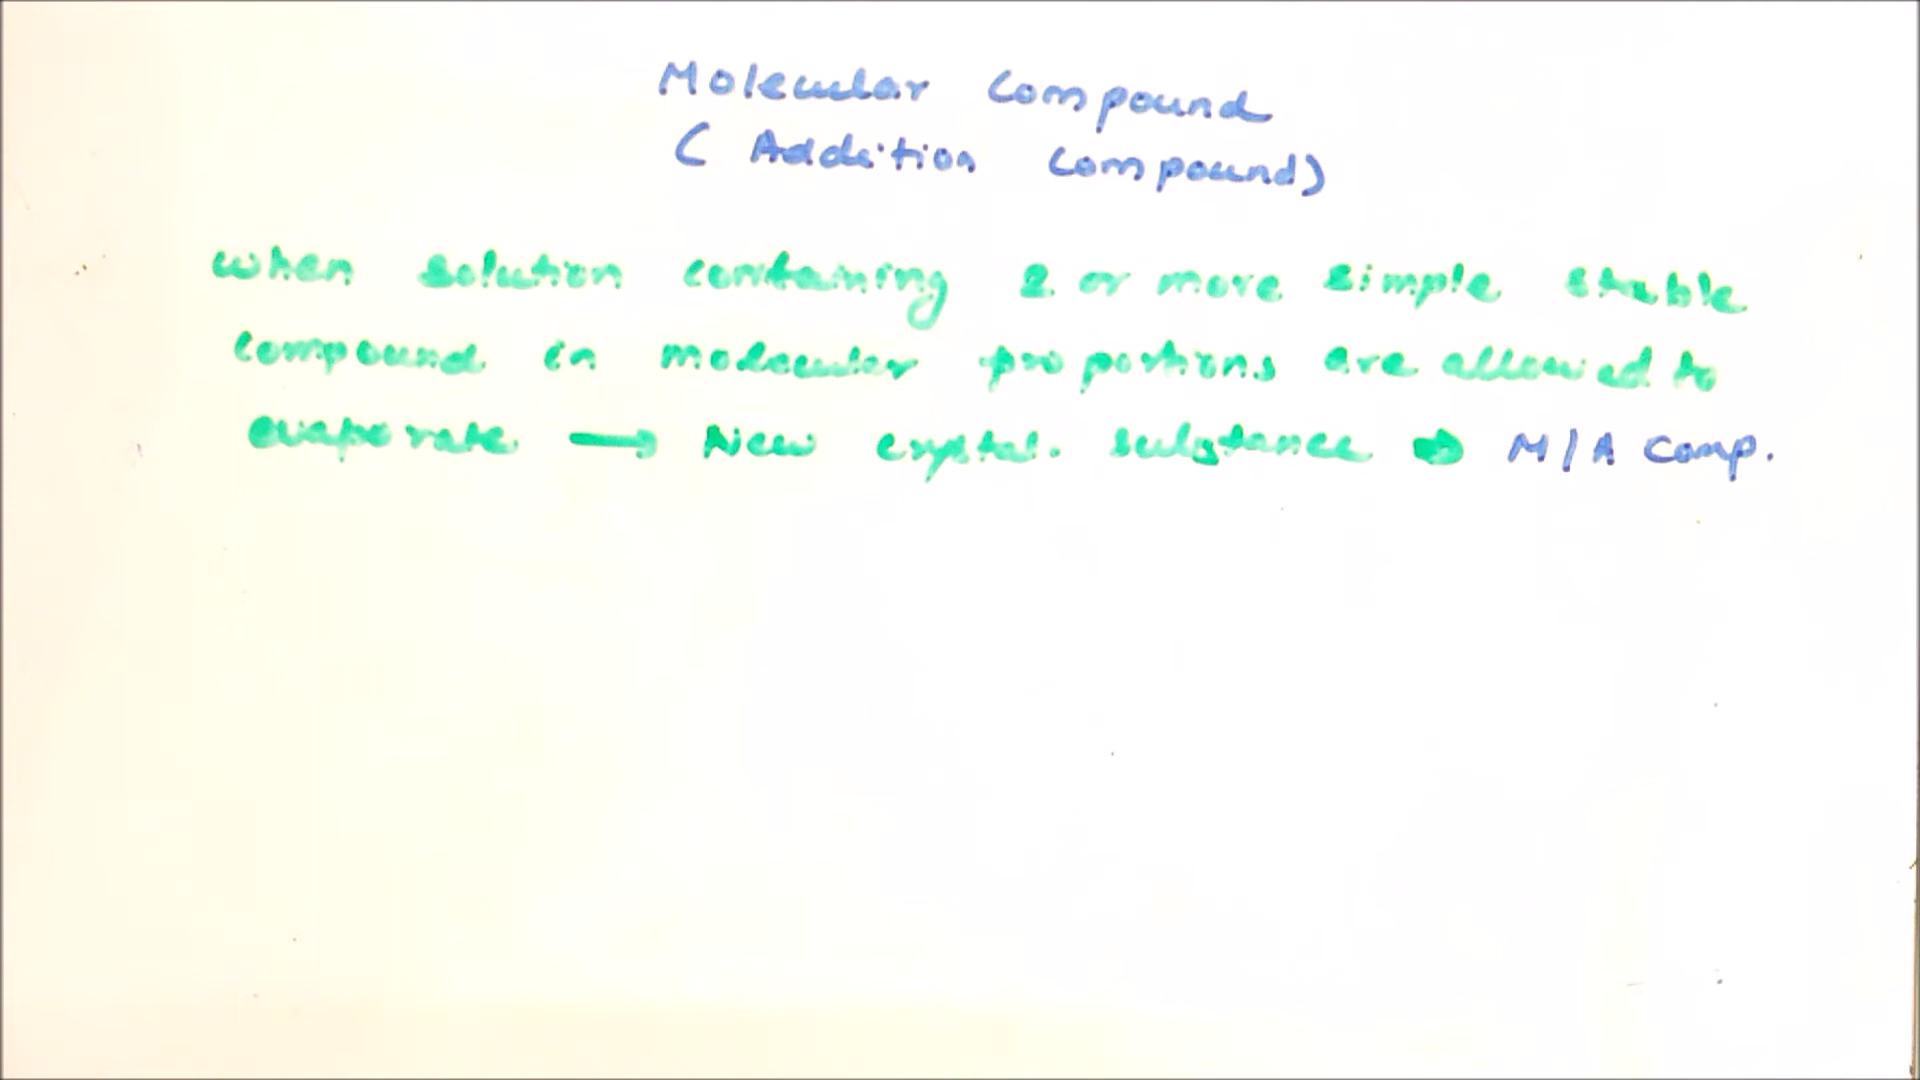 Molecular Compound
( Addition Compound)
when solution containing 2 or more simple stable
compound in molecular proportions are allowed to
evaporate → New crystal. substance → M/A Comp.